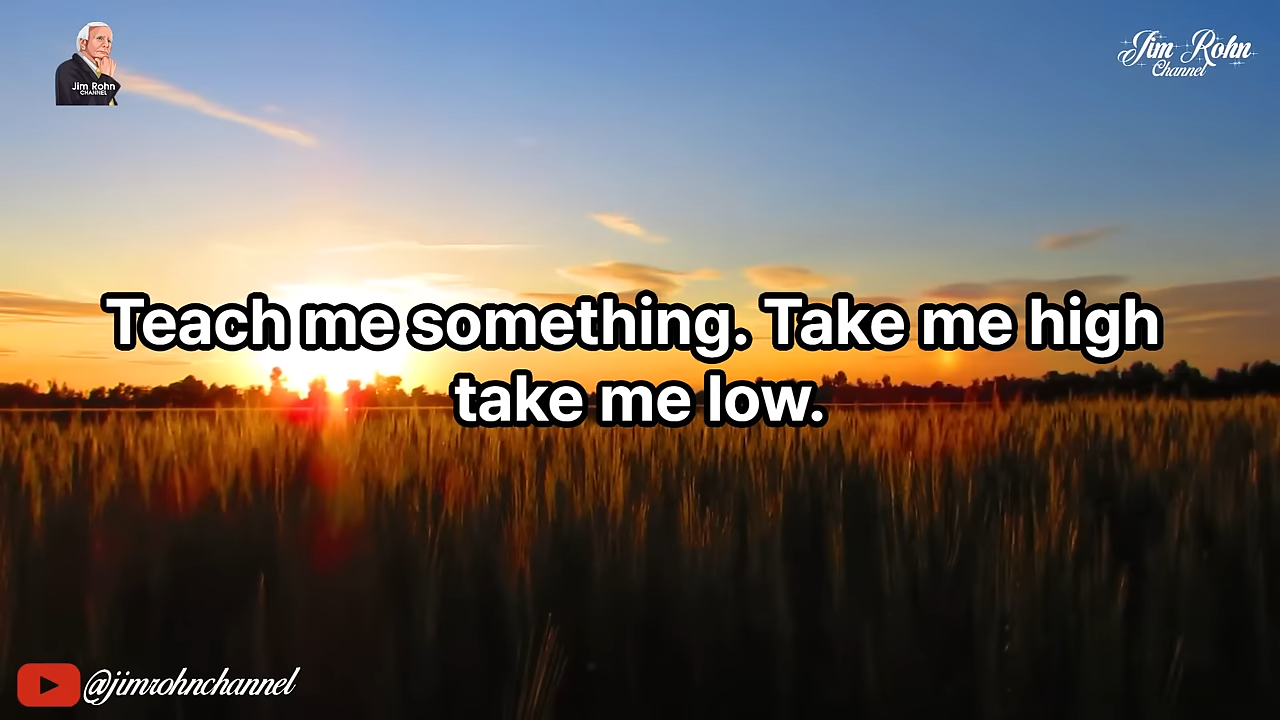 Jim Rohn
CHANNEL
Jim Rohn
Channel
Teach me something. Take me high
take me low.
@jimrohnchannel